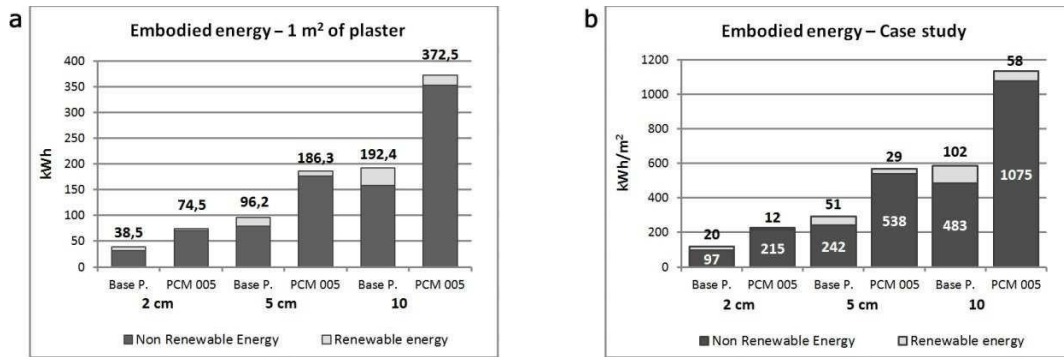 a
Embodied energy – 1 m² of plaster
kWh
400
350
300
250
200
150
100
50
0
38,5
74,5
96,2
186,3
192,4
372,5
Base P. PCM 005 Base P. PCM 005 Base P. PCM 005
2 cm 5 cm 10
Non Renewable Energy Renewable energy
b
Embodied energy – Case study
kWh/m²
1200
1000
800
600
400
200
0
20
97
12
215
51
242
29
538
102
483
58
1075
Base P. PCM 005 Base P. PCM 005 Base P. PCM 005
2 cm 5 cm 10
Non Renewable Energy Renewable energy